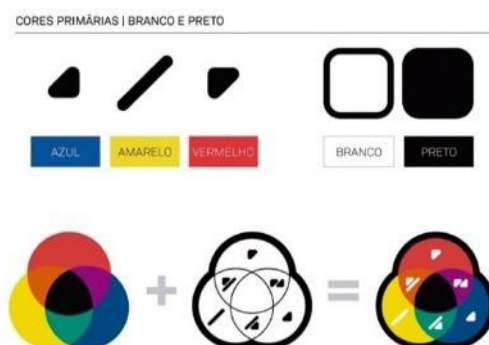 CORES PRIMÁRIAS | BRANCO E PRETO
AZUL AMARELO VERMELHO BRANCO PRETO
+ =